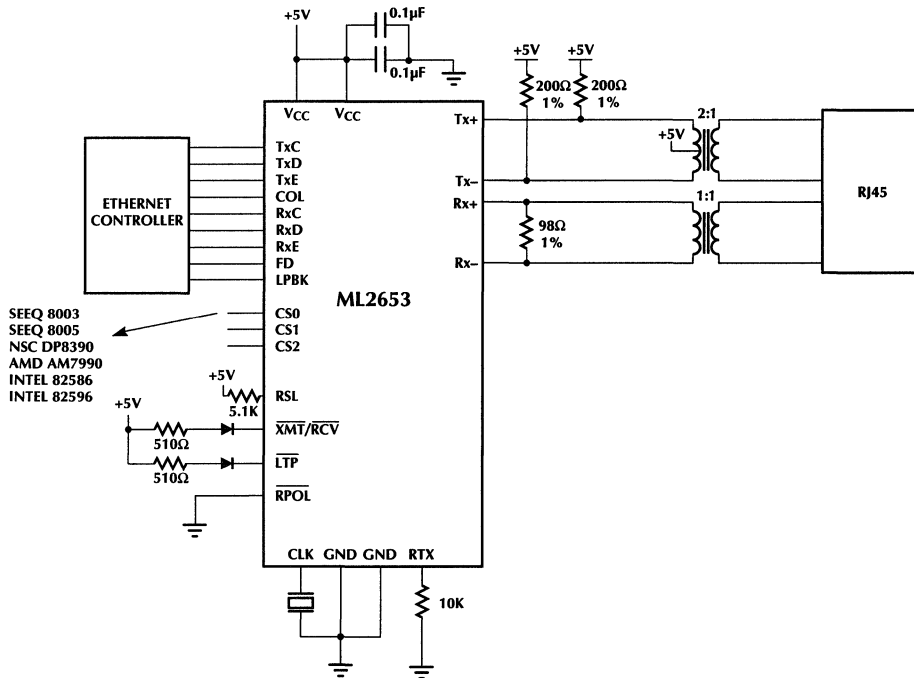 +5V
0.1µF
0.1µF
+5V
+5V
200Ω
1%
200Ω
1%
VCC
VCC
Tx+
2:1
+5V
Tx–
1:1
Rx+
98Ω
1%
Rx–
RJ45
ETHERNET
CONTROLLER
TxC
TxD
TxE
COL
RxC
RxD
RxE
FD
LPBK
ML2653
CS0
CS1
CS2
SEEQ 8003
SEEQ 8005
NSC DP8390
AMD AM7990
INTEL 82586
INTEL 82596
+5V
5.1K
RSL
+5V
510Ω
XMT/RCV
510Ω
LTP
RPOL
CLK GND GND RTX
10K